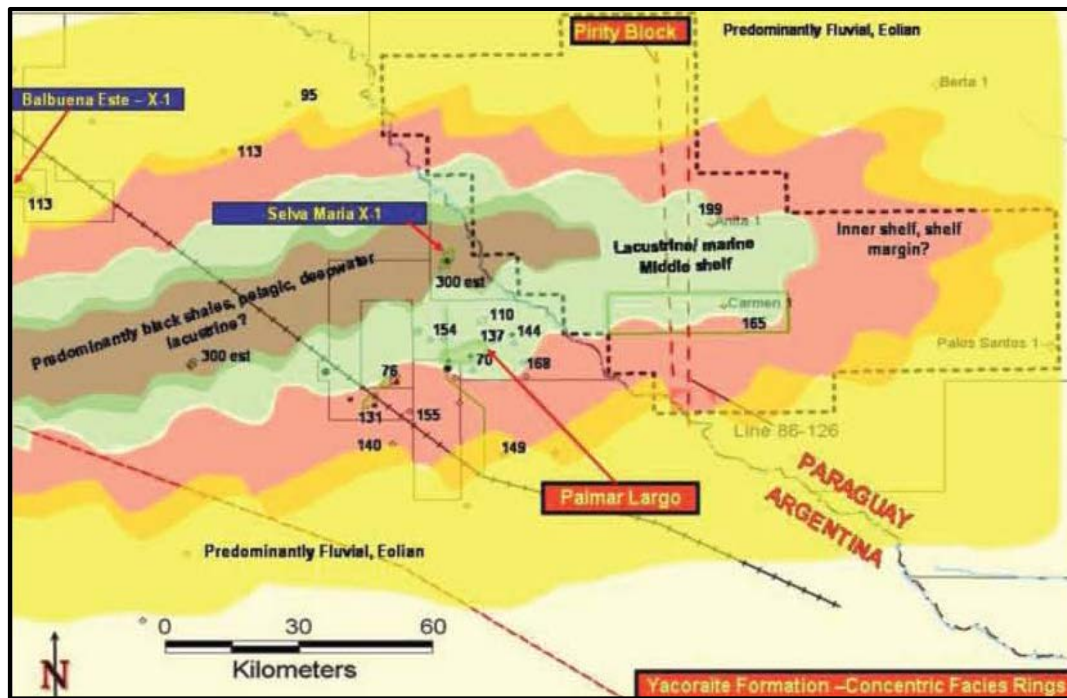 Pirity Block
Predominantly Fluvial, Eolian
Berta 1
Balbuena Este – X-1
95
113
113
Selva Maria X-1
199
Anita 1
Inner shelf, shelf
margin?
Lacustrine/ marine
Middle shelf
300 est
Predominantly black shales, pelagic, deepwater
lacustrine?
300 est
110
154
137
144
70
168
Carmen 1
165
Palos Santos 1
76
131
155
140
149
Line 86-126
Palmar Largo
PARAGUAY
ARGENTINA
Predominantly Fluvial, Eolian
0 30 60
Kilometers
N
Yacoraite Formation –Concentric Facies Rings